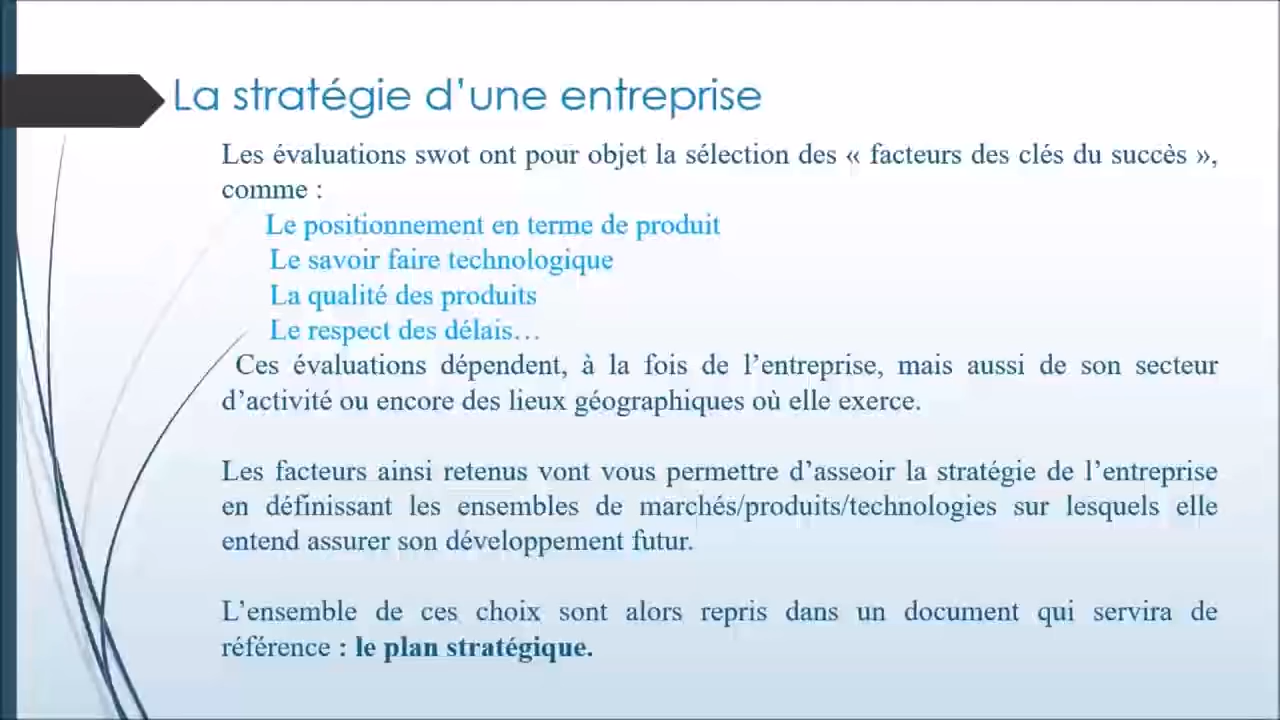 La stratégie d’une entreprise
Les évaluations swot ont pour objet la sélection des « facteurs des clés du succès »,
comme :
Le positionnement en terme de produit
Le savoir faire technologique
La qualité des produits
Le respect des délais…
Ces évaluations dépendent, à la fois de l’entreprise, mais aussi de son secteur
d’activité ou encore des lieux géographiques où elle exerce.
Les facteurs ainsi retenus vont vous permettre d’asseoir la stratégie de l’entreprise
en définissant les ensembles de marchés/produits/technologies sur lesquels elle
entend assurer son développement futur.
L’ensemble de ces choix sont alors repris dans un document qui servira de
référence : le plan stratégique.